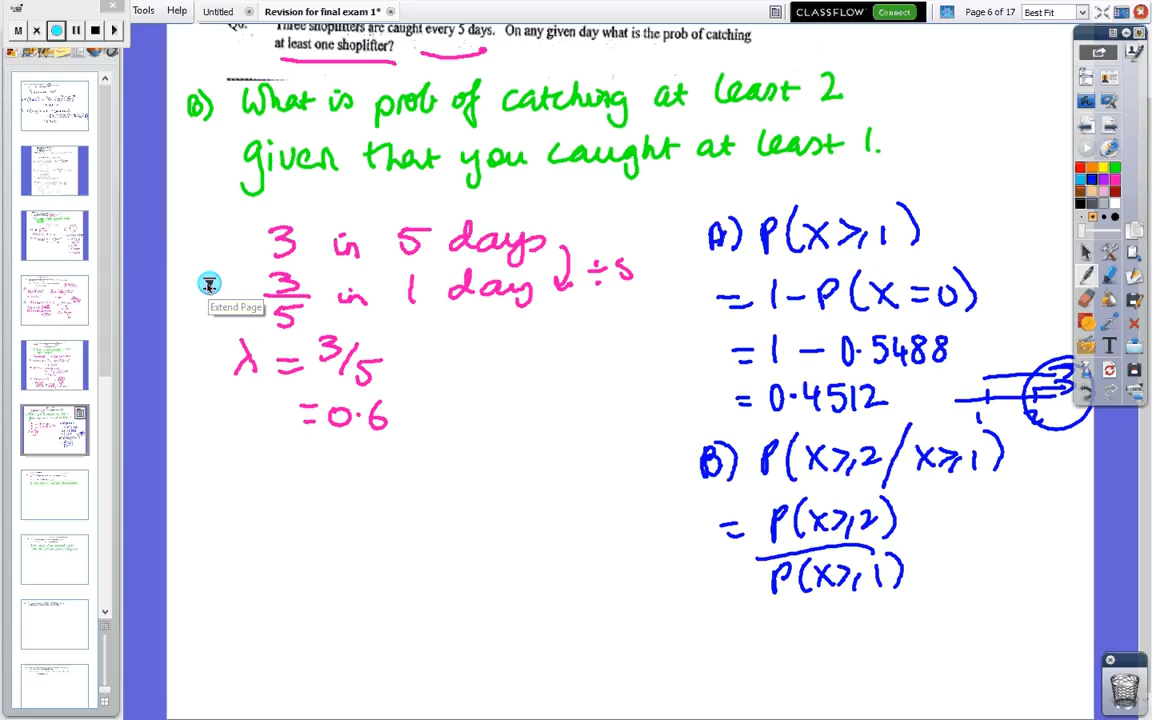 Tools Help Untitled Revision for final exam 1* CLASSFLOW Connect Page 6 of 17 Best Fit
M
Three shoplifters are caught every 5 days. On any given day what is the prob of catching
at least one shoplifter?
B) What is prob of catching at least 2
given that you caught at least 1.
3 in 5 days
÷5
3/5 in 1 day
Extend Page
λ = 3/5
= 0.6
A) P(X≥1)
= 1 - P(X=0)
= 1 - 0.5488
= 0.4512
1 2
B) P(X≥2/X≥1)
= P(X≥2)
P(X≥1)
T